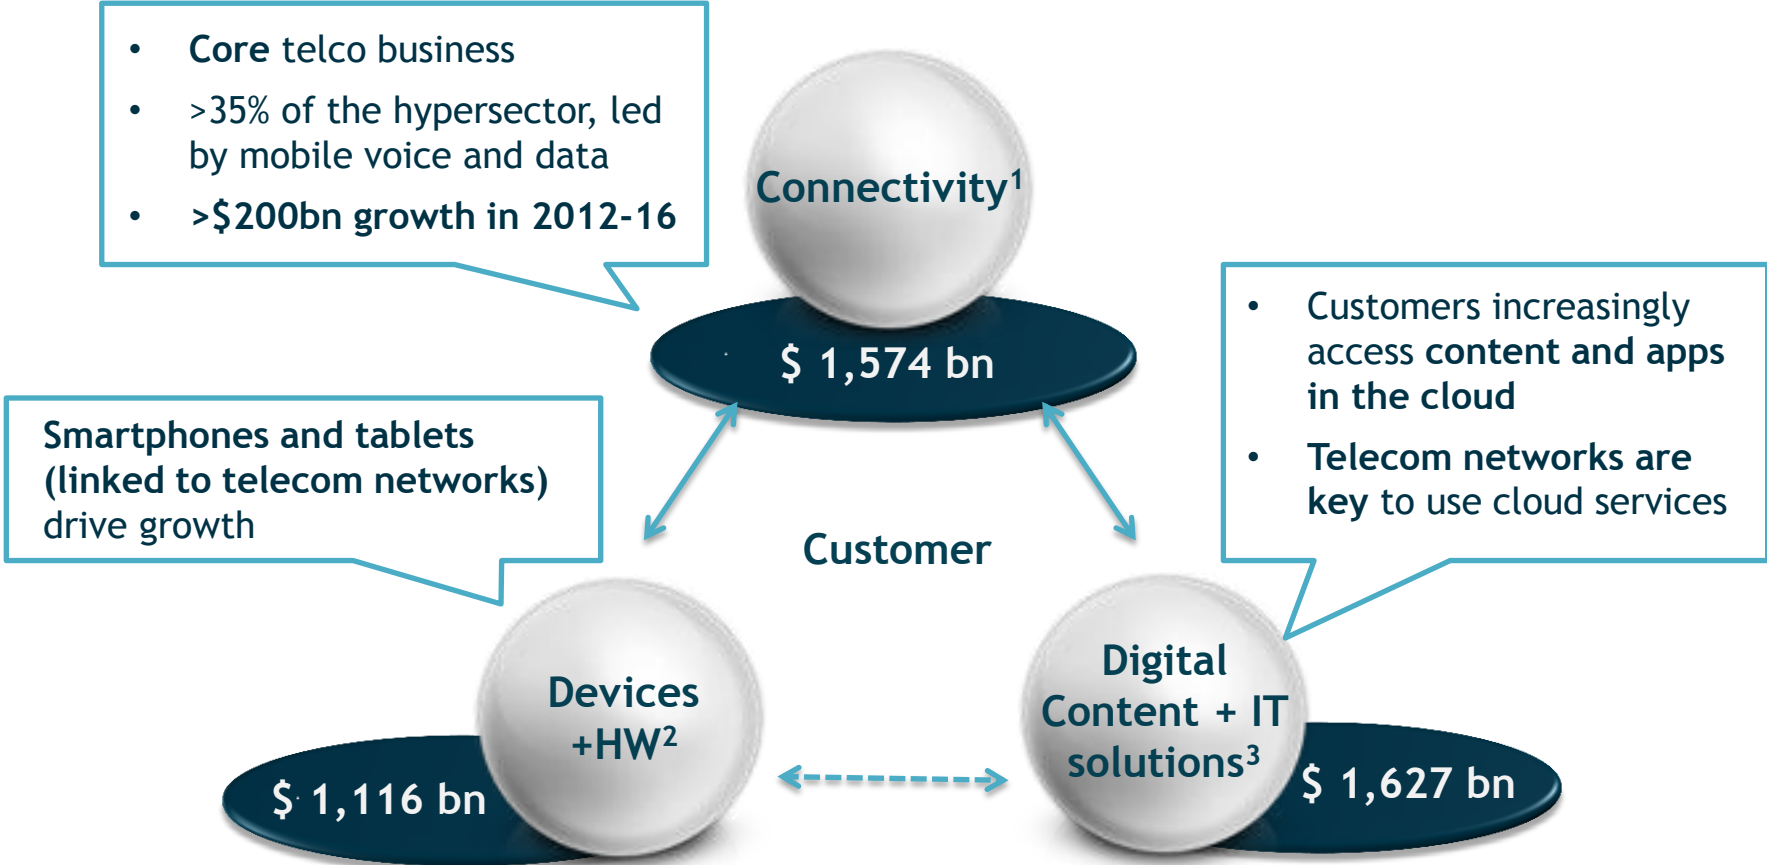 • Core telco business
• >35% of the hypersector, led
by mobile voice and data
• >$200bn growth in 2012-16
Connectivity¹
$ 1,574 bn
• Customers increasingly
access content and apps
in the cloud
• Telecom networks are
key to use cloud services
Smartphones and tablets
(linked to telecom networks)
drive growth
Customer
Devices
+HW²
$ 1,116 bn
Digital
Content + IT
solutions³
$ 1,627 bn